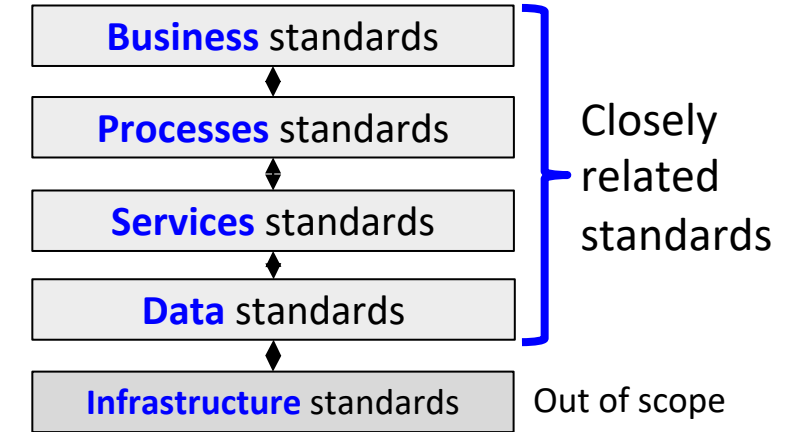 Business standards
Processes standards
Services standards
Data standards
Closely
related
standards
Infrastructure standards
Out of scope